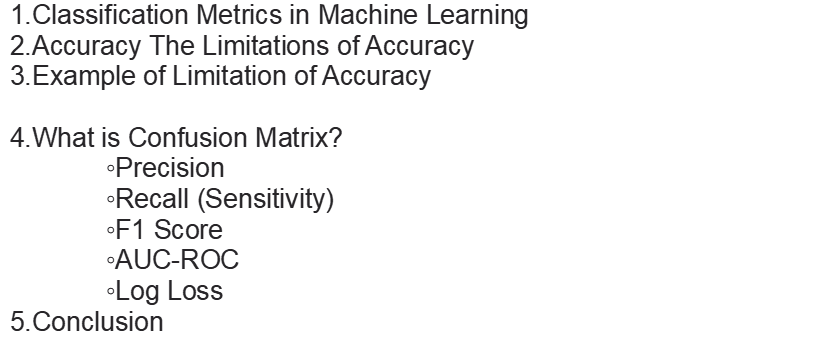 1.Classification Metrics in Machine Learning
2.Accuracy The Limitations of Accuracy
3.Example of Limitation of Accuracy
4.What is Confusion Matrix?
◦Precision
◦Recall (Sensitivity)
◦F1 Score
◦AUC-ROC
◦Log Loss
5.Conclusion